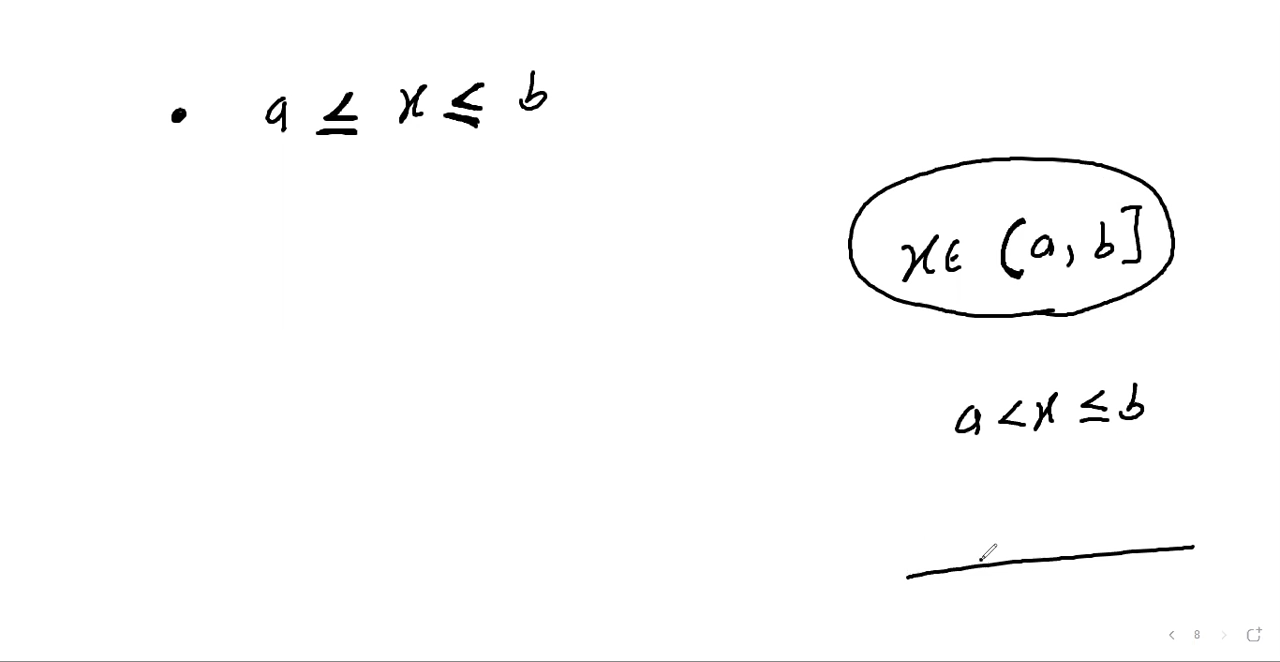 • a ≤ x ≤ b
x ∈ (a, b]
a < x ≤ b
8